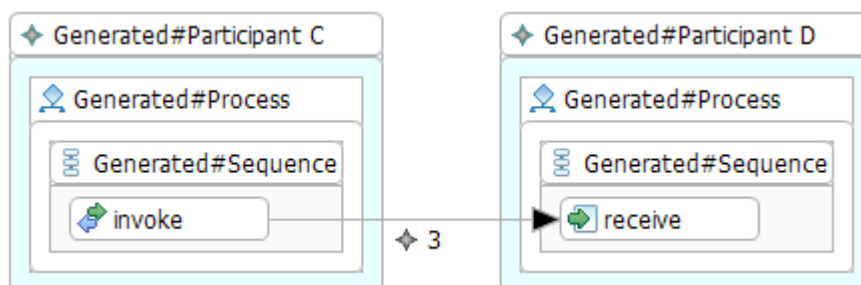 Generated#Participant C
Generated#Participant D
Generated#Process
Generated#Process
Generated#Sequence
Generated#Sequence
invoke
receive
3